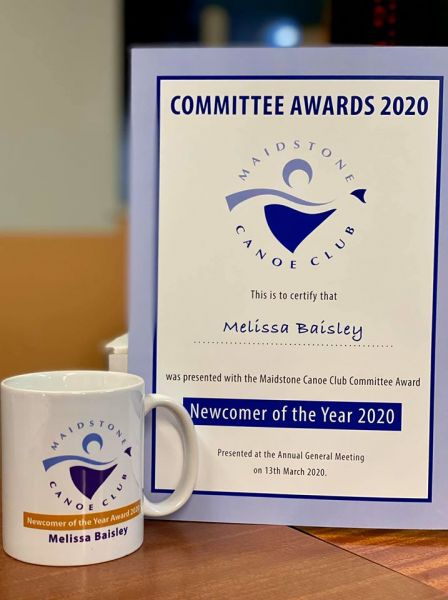 COMMITTEE AWARDS 2020
MAIDSTONE
CANOE CLUB
This is to certify that
Melissa Baisley
was presented with the Maidstone Canoe Club Committee Award
Newcomer of the Year 2020
Presented at the Annual General Meeting
on 13th March 2020.
MAIDSTONE
CANOE CLUB
Newcomer of the Year Award 2020
Melissa Baisley